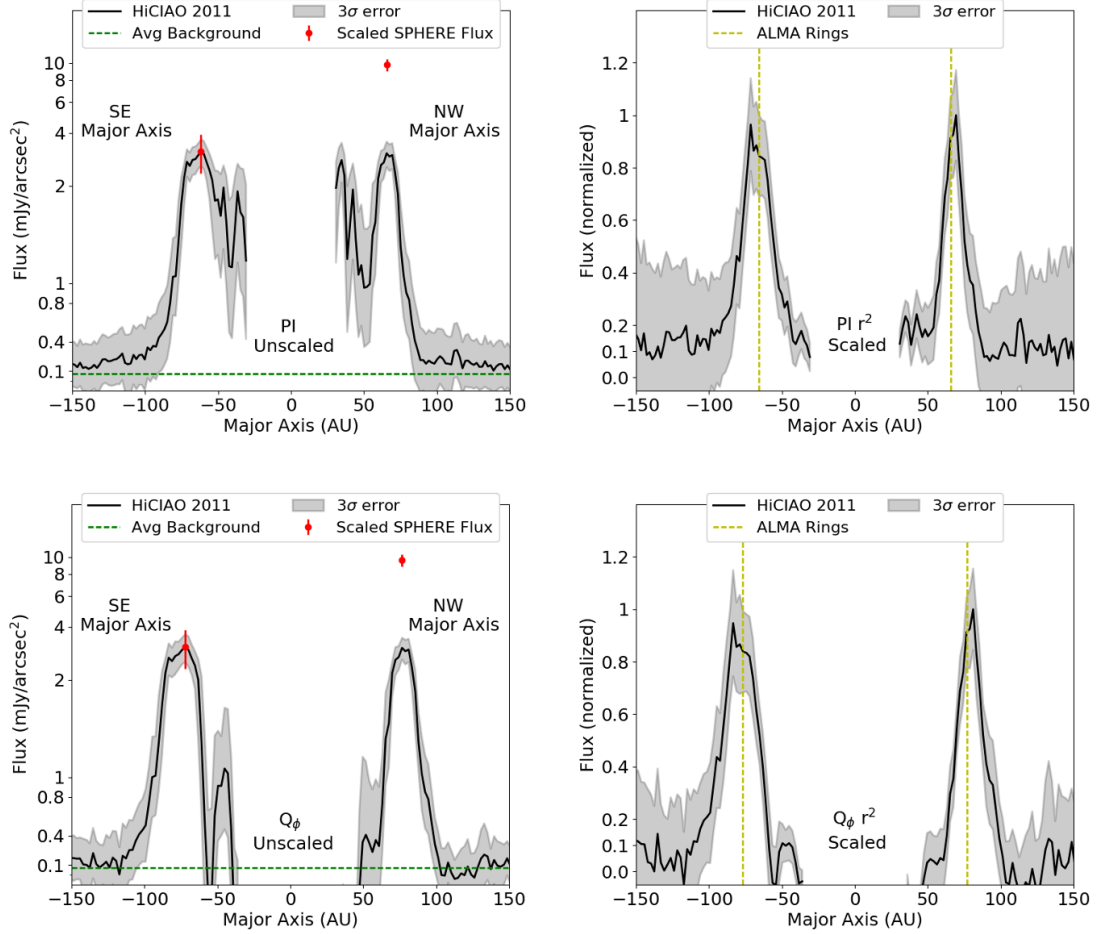 HiCIAO 2011
3σ error
Avg Background
Scaled SPHERE Flux
Flux (mJy/arcsec²)
10
8
6
4
2
1
0.8
0.4
0.1
SE
Major Axis
NW
Major Axis
PI
Unscaled
−150 −100 −50 0 50 100 150
Major Axis (AU)
HiCIAO 2011
3σ error
ALMA Rings
Flux (normalized)
1.2
1
0.8
0.6
0.4
0.2
0.1
0.0
PI r²
Scaled
−150 −100 −50 0 50 100 150
Major Axis (AU)
HiCIAO 2011
3σ error
Avg Background
Scaled SPHERE Flux
Flux (mJy/arcsec²)
10
8
6
4
2
1
0.8
0.4
0.1
SE
Major Axis
NW
Major Axis
Qϕ
Unscaled
−150 −100 −50 0 50 100 150
Major Axis (AU)
HiCIAO 2011
3σ error
ALMA Rings
Flux (normalized)
1.2
1
0.8
0.6
0.4
0.2
0.1
0.0
Qϕ r²
Scaled
−150 −100 −50 0 50 100 150
Major Axis (AU)